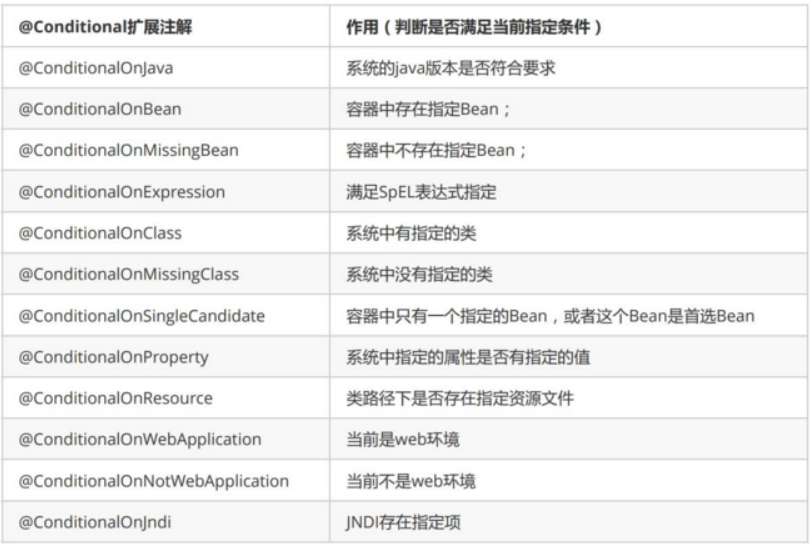 @Conditional扩展注解 作用（判断是否满足当前指定条件）
@ConditionalOnJava 系统的java版本是否符合要求
@ConditionalOnBean 容器中存在指定Bean；
@ConditionalOnMissingBean 容器中不存在指定Bean；
@ConditionalOnExpression 满足SpEL表达式指定
@ConditionalOnClass 系统中有指定的类
@ConditionalOnMissingClass 系统中没有指定的类
@ConditionalOnSingleCandidate 容器中只有一个指定的Bean，或者这个Bean是首选Bean
@ConditionalOnProperty 系统中指定的属性是否有指定的值
@ConditionalOnResource 类路径下是否存在指定资源文件
@ConditionalOnWebApplication 当前是web环境
@ConditionalOnNotWebApplication 当前不是web环境
@ConditionalOnJndi JNDI存在指定项